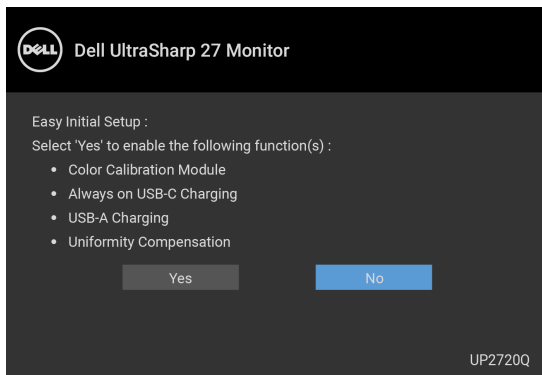 DELL
Dell UltraSharp 27 Monitor
Easy Initial Setup :
Select 'Yes' to enable the following function(s) :
• Color Calibration Module
• Always on USB-C Charging
• USB-A Charging
• Uniformity Compensation
Yes No
UP2720Q